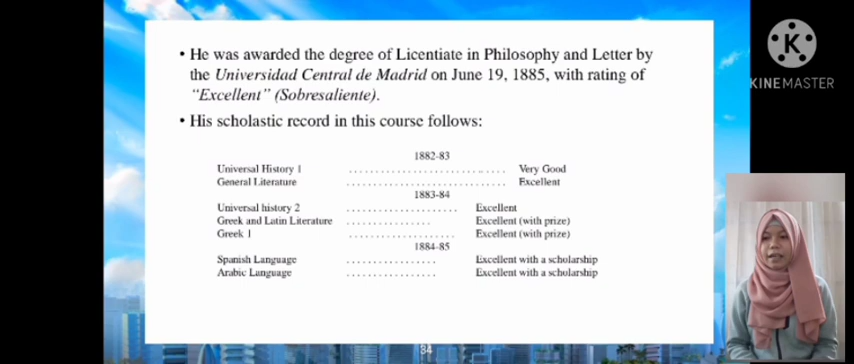 • He was awarded the degree of Licentiate in Philosophy and Letter by
the Universidad Central de Madrid on June 19, 1885, with rating of
“Excellent” (Sobresaliente).
• His scholastic record in this course follows:
1882-83
Universal History 1 ................................ Very Good
General Literature ................................ Excellent
1883-84
Universal history 2 ...................... Excellent
Greek and Latin Literature ................. Excellent (with prize)
Greek 1 ..................... Excellent (with prize)
1884-85
Spanish Language .................. Excellent with a scholarship
Arabic Language .................. Excellent with a scholarship
34
K
KINEMASTER